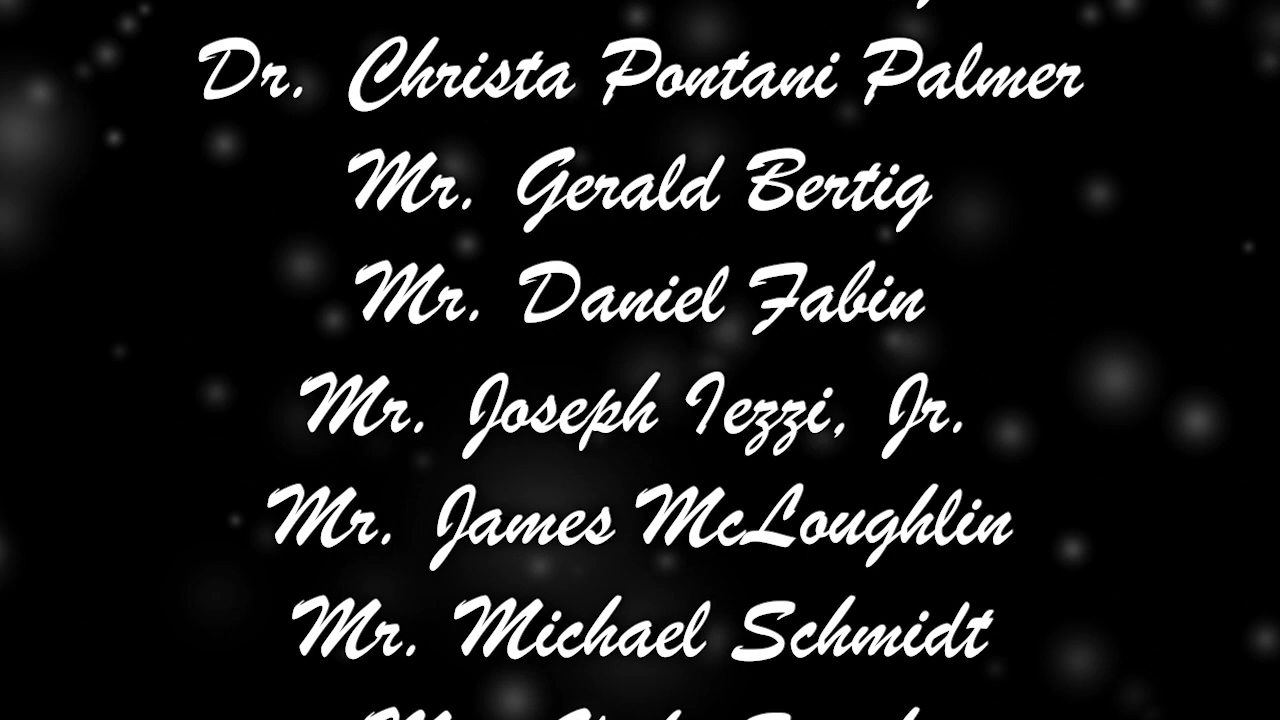 Dr. Christa Pontani Palmer
Mr. Gerald Bertig
Mr. Daniel Fabin
Mr. Joseph Iezzi, Jr.
Mr. James McLoughlin
Mr. Michael Schmidt